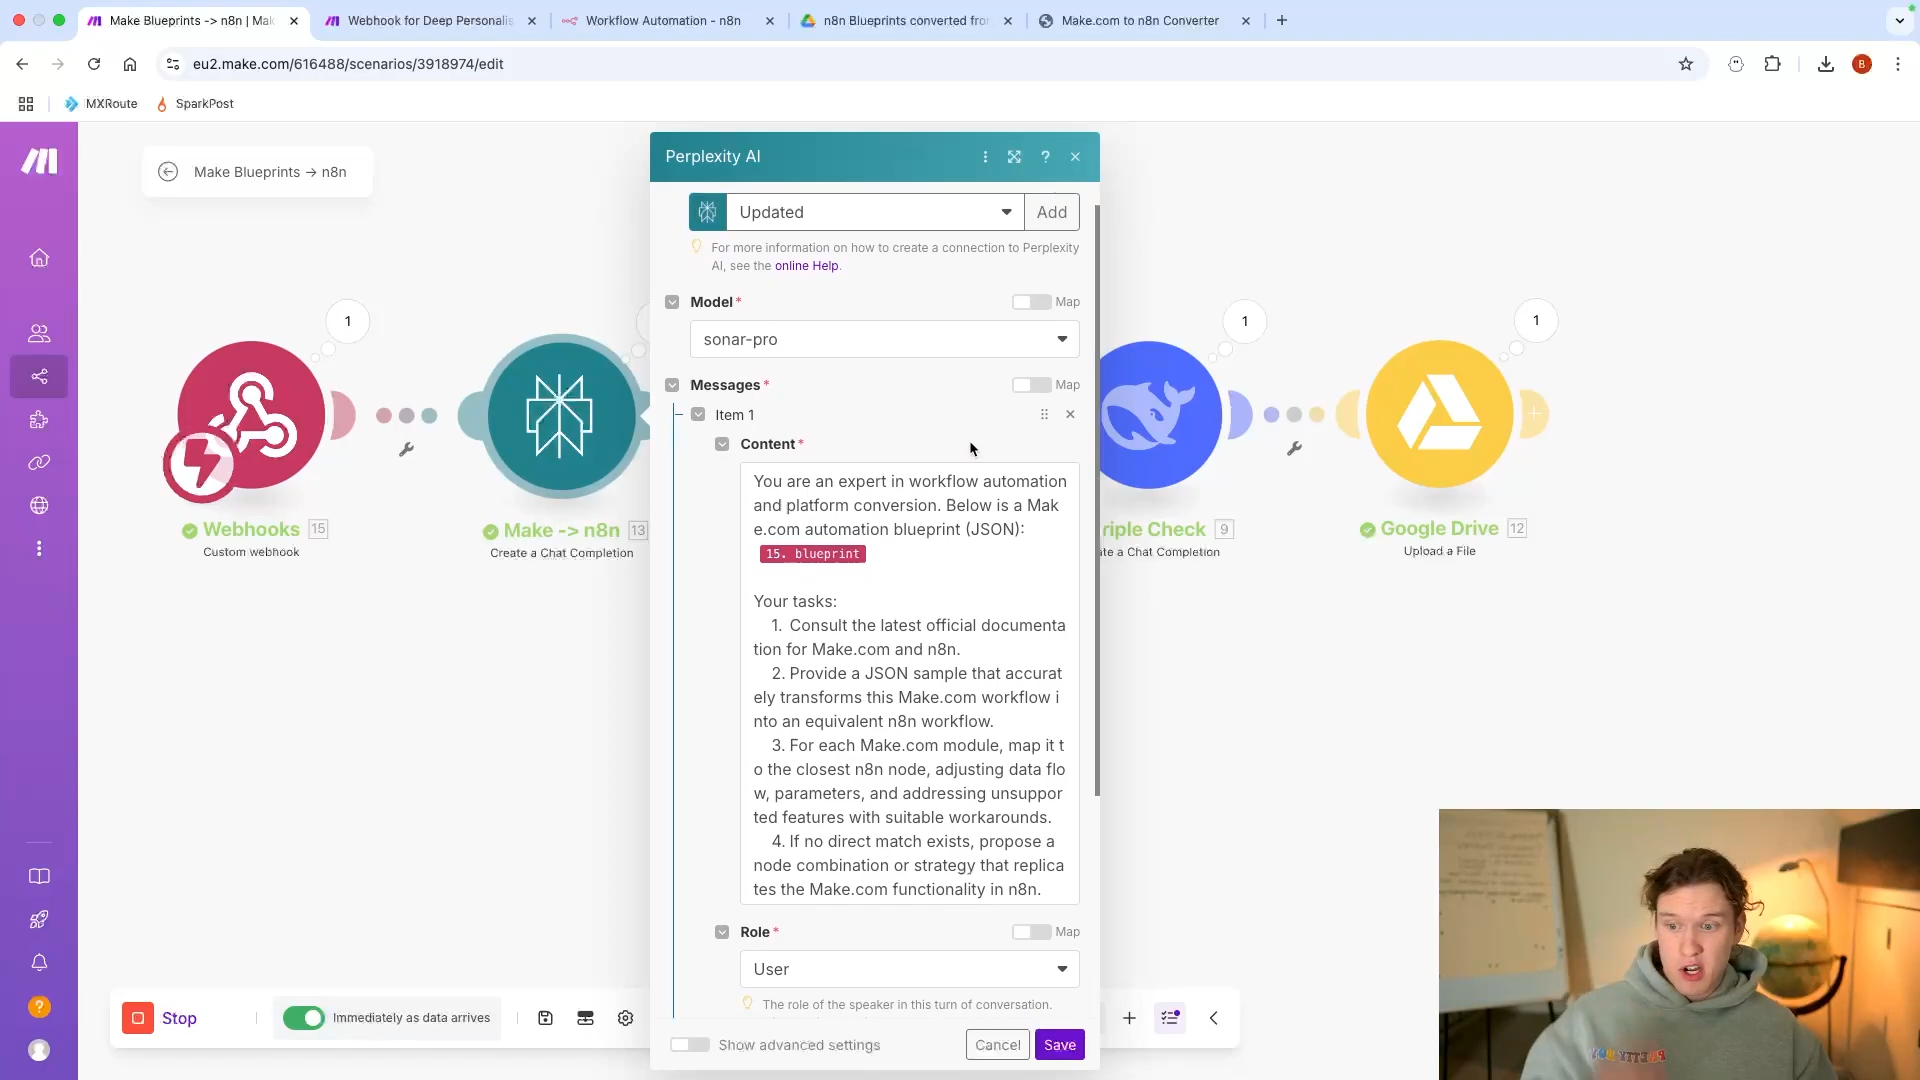 Make Blueprints -> n8n | Mak
Webhook for Deep Personalis
Workflow Automation - n8n
n8n Blueprints converted fror
Make.com to n8n Converter
eu2.make.com/616488/scenarios/3918974/edit
B
MXRoute
SparkPost
Make Blueprints → n8n
Perplexity AI
?
Updated
Add
For more information on how to create a connection to Perplexity
AI, see the online Help.
Model *
Map
sonar-pro
Messages *
Map
Item 1
Content *
You are an expert in workflow automation
and platform conversion. Below is a Mak
e.com automation blueprint (JSON):
15. blueprint
Your tasks:
1. Consult the latest official documenta
tion for Make.com and n8n.
2. Provide a JSON sample that accurat
ely transforms this Make.com workflow i
nto an equivalent n8n workflow.
3. For each Make.com module, map it t
o the closest n8n node, adjusting data flo
w, parameters, and addressing unsuppor
ted features with suitable workarounds.
4. If no direct match exists, propose a
node combination or strategy that replica
tes the Make.com functionality in n8n.
Role *
Map
User
The role of the speaker in this turn of conversation.
Show advanced settings
Cancel
Save
1
Webhooks 15
Custom webhook
Make -> n8n 13
Create a Chat Completion
1
riple Check 9
te a Chat Completion
1
Google Drive 12
Upload a File
Stop
Immediately as data arrives
?